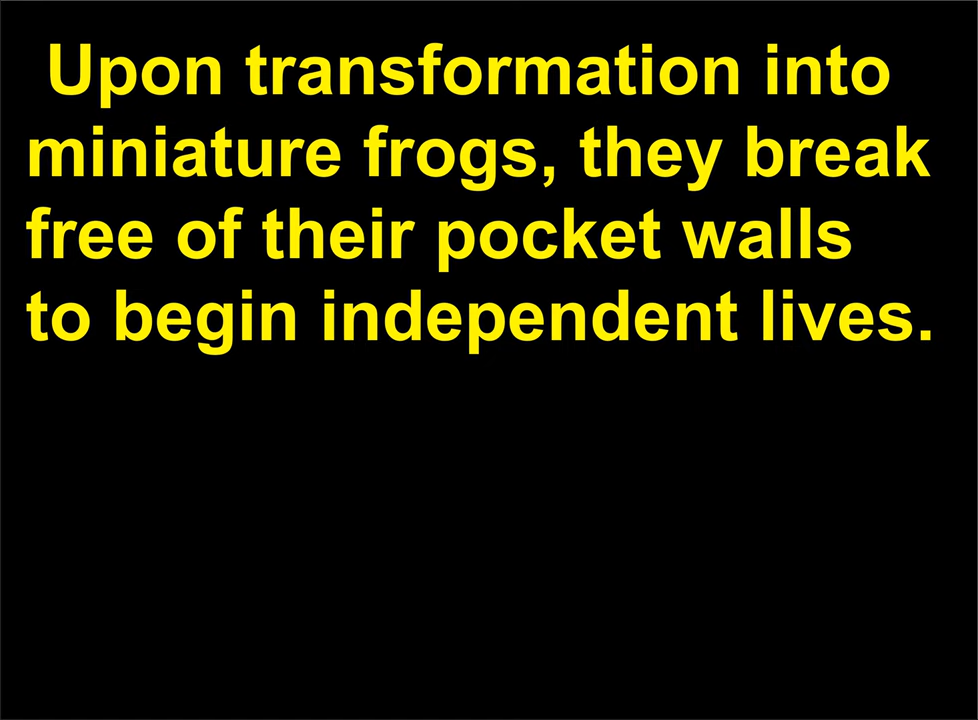 Upon transformation into
miniature frogs, they break
free of their pocket walls
to begin independent lives.